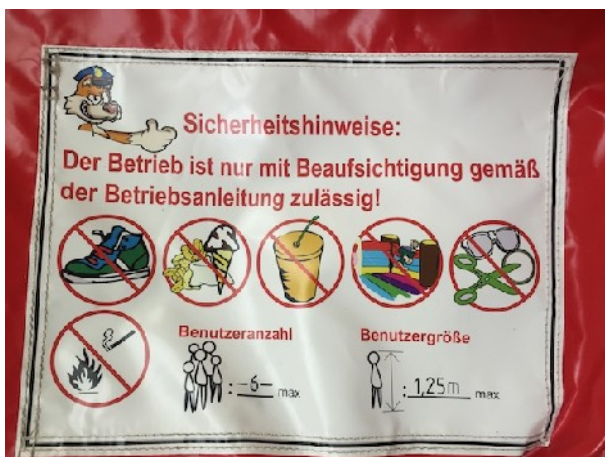 Sicherheitshinweise:
Der Betrieb ist nur mit Beaufsichtigung gemäß
der Betriebsanleitung zulässig!
Benutzeranzahl
Benutzergröße
: -6- max
: 1,25m max